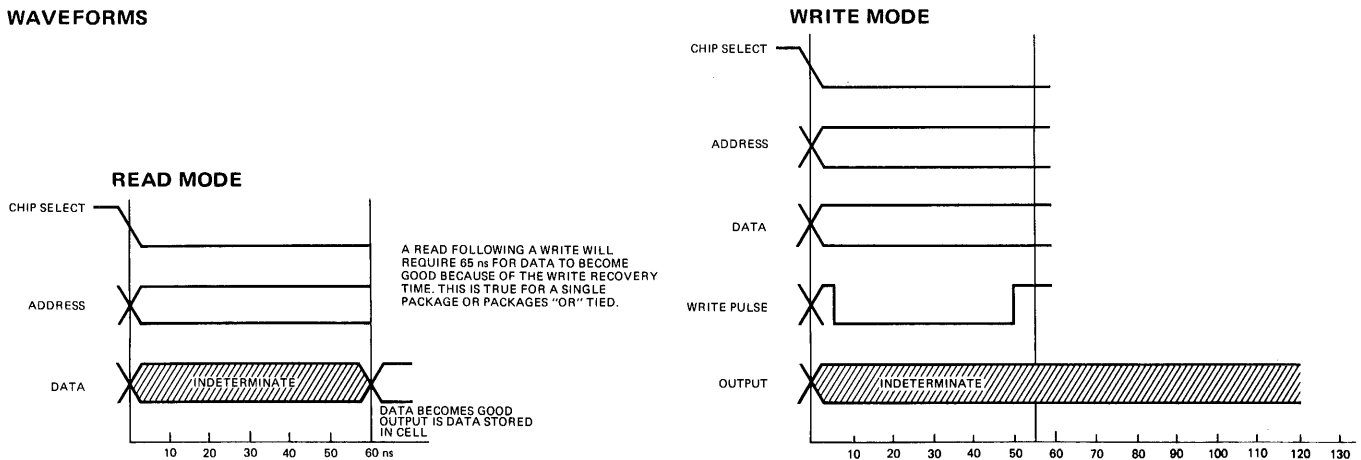 WAVEFORMS
READ MODE
CHIP SELECT
ADDRESS
DATA
INDETERMINATE
A READ FOLLOWING A WRITE WILL
REQUIRE 65 ns FOR DATA TO BECOME
GOOD BECAUSE OF THE WRITE RECOVERY
TIME. THIS IS TRUE FOR A SINGLE
PACKAGE OR PACKAGES "OR" TIED.
DATA BECOMES GOOD
OUTPUT IS DATA STORED
IN CELL
10 20 30 40 50 60 ns
WRITE MODE
CHIP SELECT
ADDRESS
DATA
WRITE PULSE
OUTPUT
INDETERMINATE
10 20 30 40 50 60 70 80 90 100 110 120 130